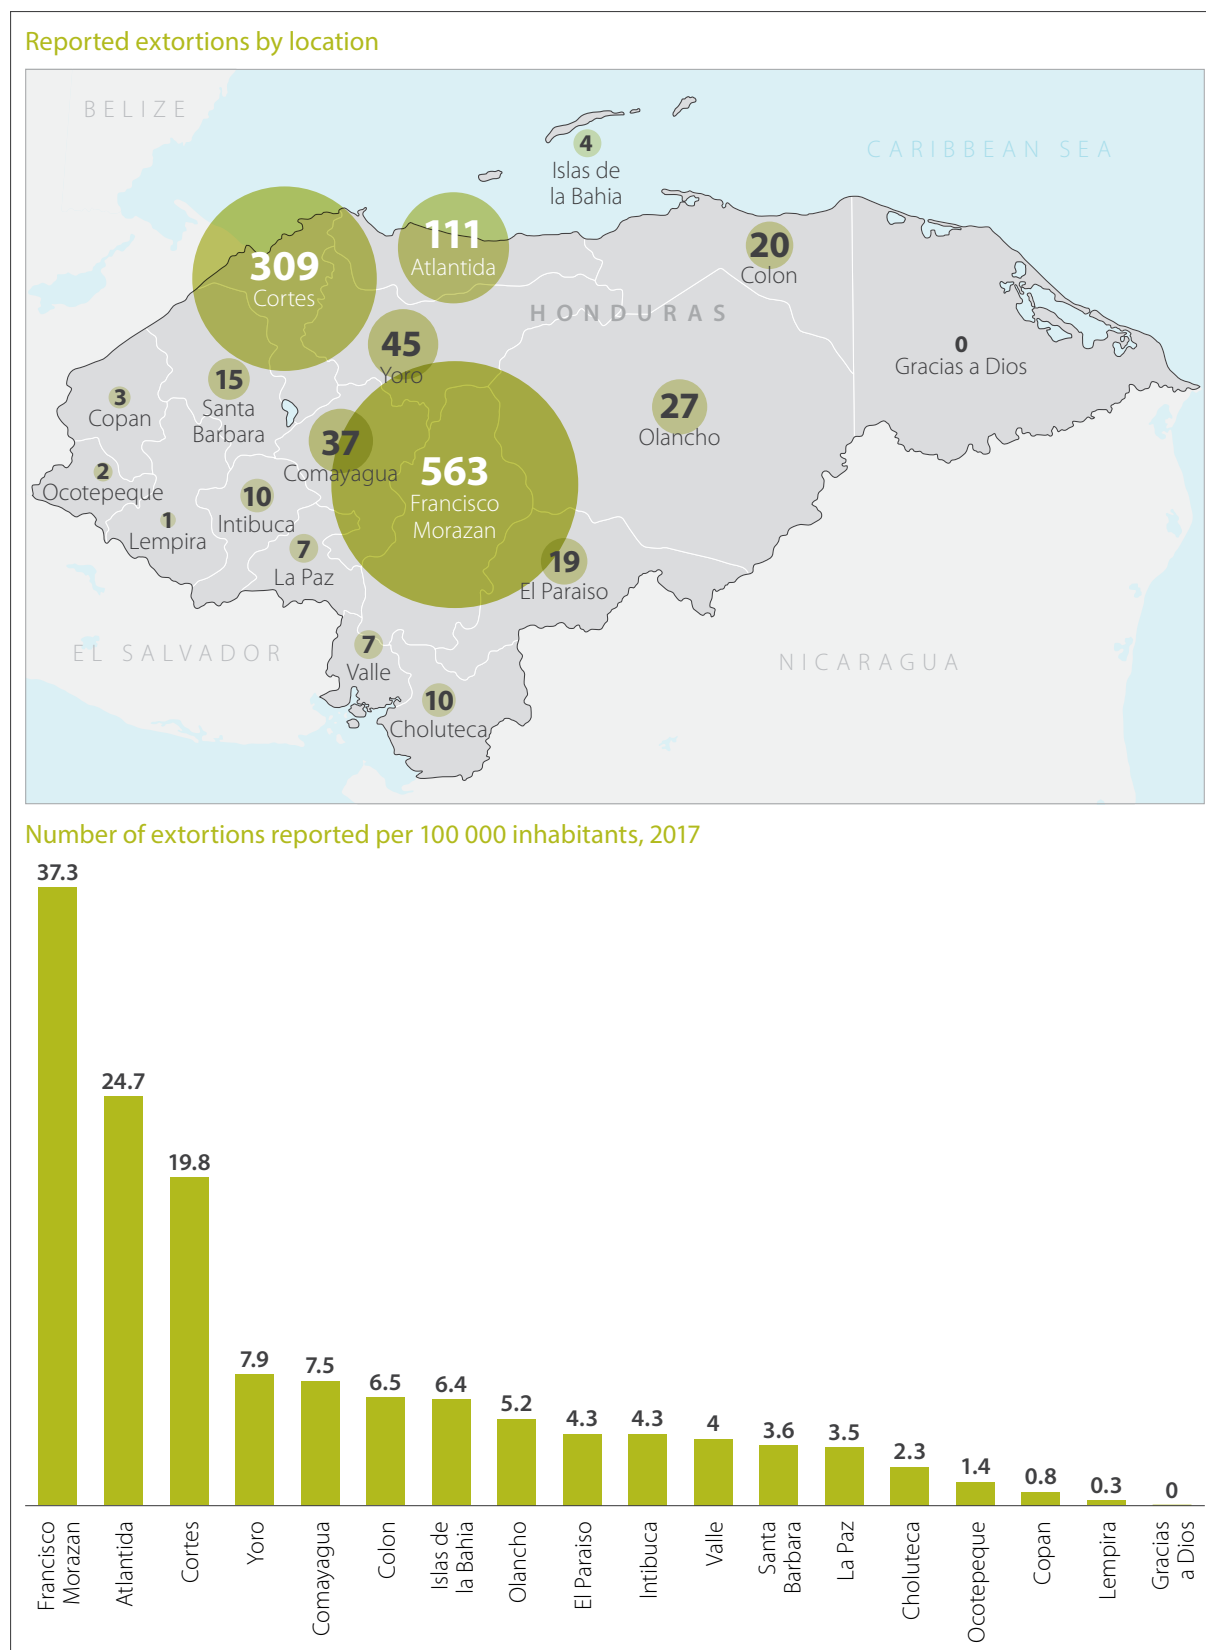 Reported extortions by location
BELIZE
CARIBBEAN SEA
4
Islas de
la Bahia
111
Atlantida
20
Colon
309
Cortes
HONDURAS
0
Gracias a Dios
45
Yoro
15
Santa
Barbara
3
Copan
27
Olancho
37
Comayagua
563
Francisco
Morazan
2
Ocotepeque
10
Intibuca
1
Lempira
7
La Paz
19
El Paraiso
EL SALVADOR
7
Valle
NICARAGUA
10
Choluteca
Number of extortions reported per 100 000 inhabitants, 2017
37.3
24.7
19.8
7.9
7.5
6.5
6.4
5.2
4.3
4.3
4
3.6
3.5
2.3
1.4
0.8
0.3
0
Francisco
Morazan
Atlantida
Cortes
Yoro
Comayagua
Colon
Islas de
la Bahia
Olancho
El Paraiso
Intibuca
Valle
Santa
Barbara
La Paz
Choluteca
Ocotepeque
Copan
Lempira
Gracias
a Dios